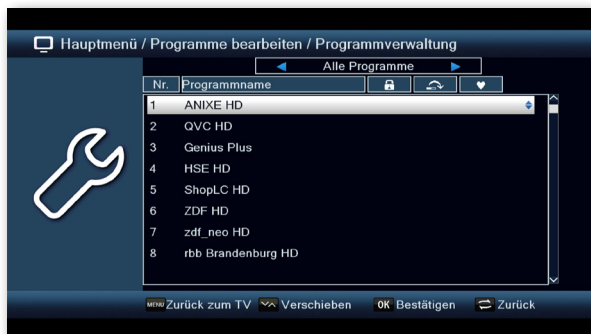 Hauptmenü / Programme bearbeiten / Programmverwaltung
Alle Programme
Nr. Programmname
1 ANIXE HD
2 QVC HD
3 Genius Plus
4 HSE HD
5 ShopLC HD
6 ZDF HD
7 zdf_neo HD
8 rbb Brandenburg HD
MENU Zurück zum TV Verschieben OK Bestätigen Zurück